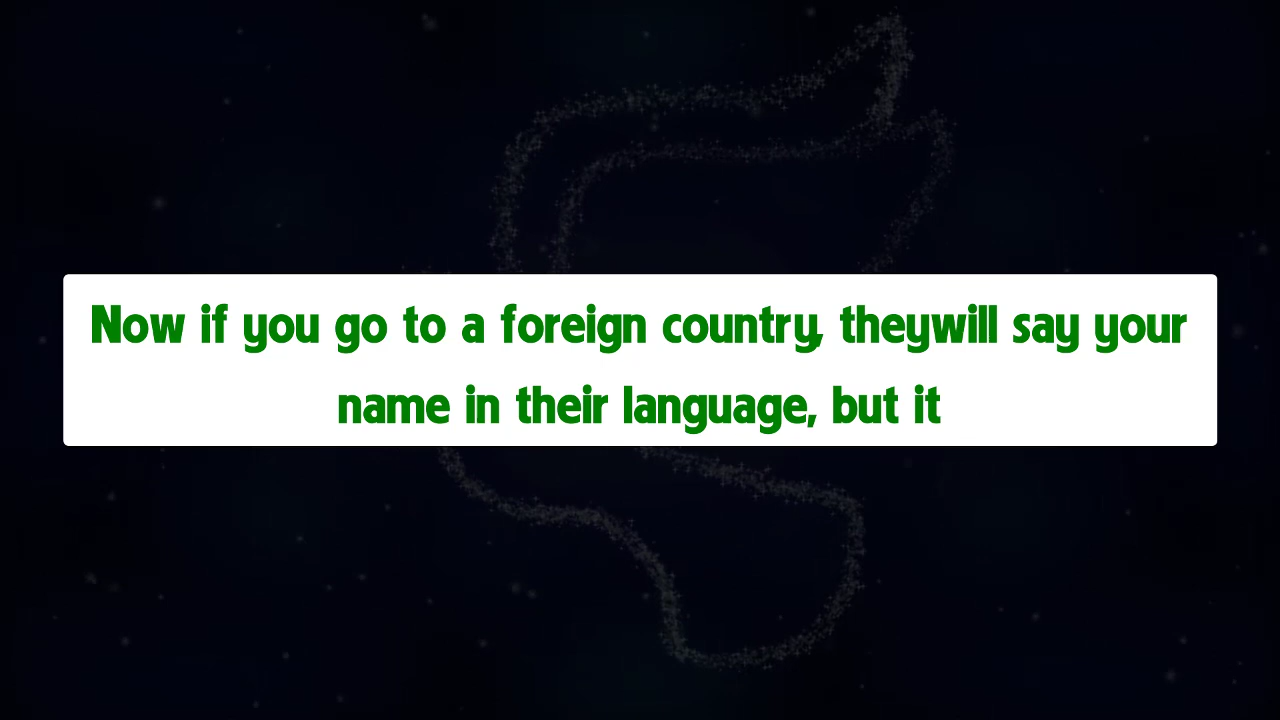 Now if you go to a foreign country, theywill say your
name in their language, but it